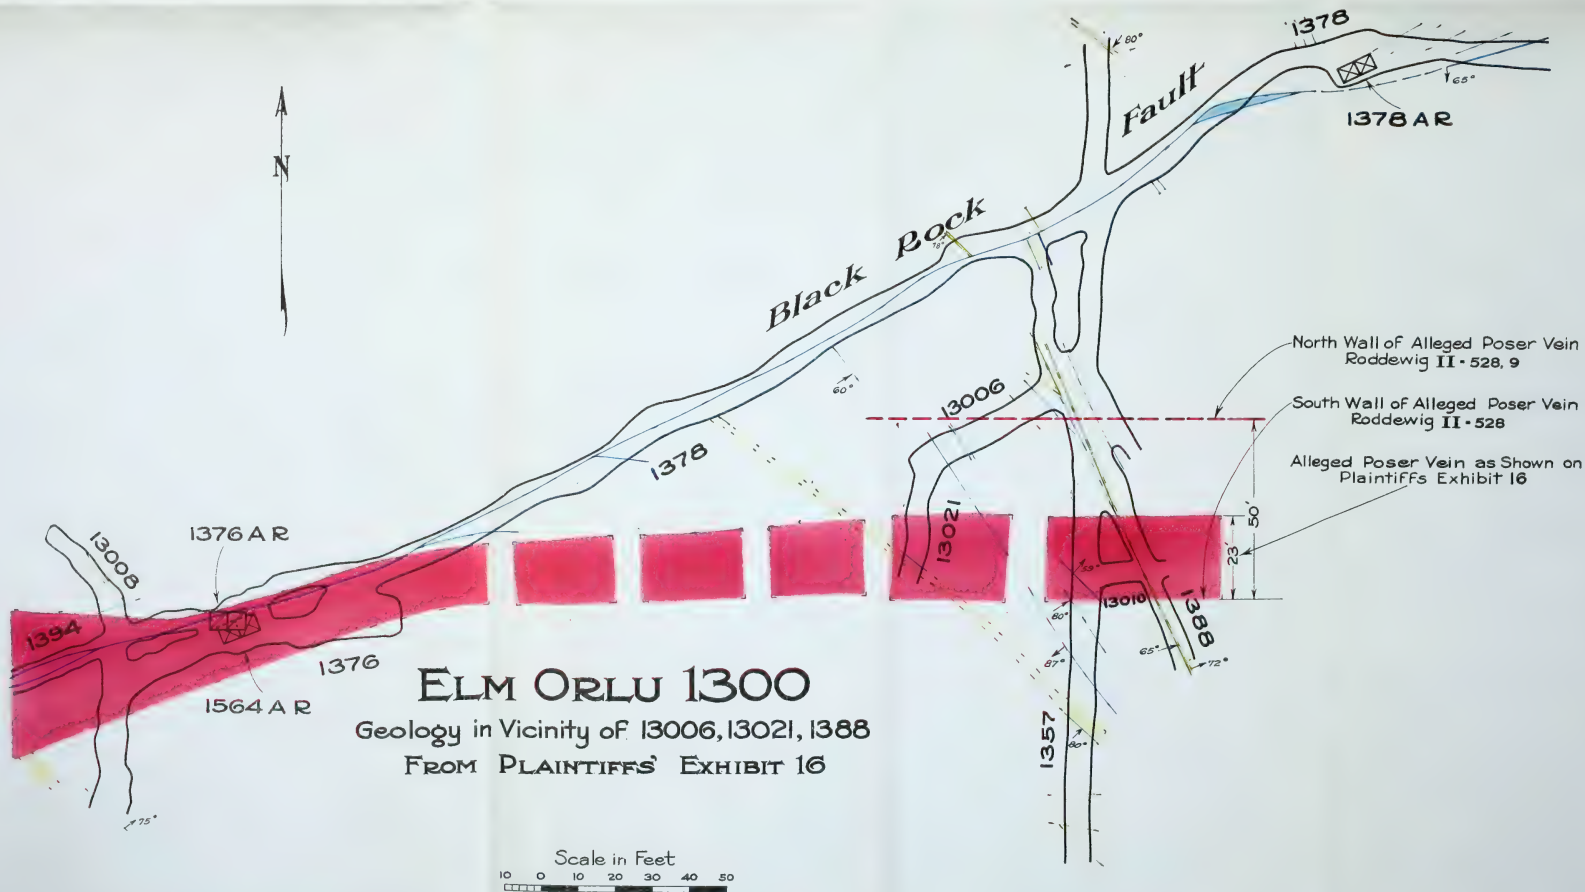 1378
80°
65°
1378 A R
Black Rock Fault
N
78°
North Wall of Alleged Poser Vein
Roddewig II - 528, 9
60°
13006
South Wall of Alleged Poser Vein
Roddewig II - 528
1378
Alleged Poser Vein as Shown on
Plaintiffs Exhibit 16
50'
23'
13021
1376 A R
13008
59°
13010
80°
1388
1394
65°
72°
87°
1376
1564 A R
80°
1357
75°
ELM ORLU 1300
Geology in Vicinity of 13006, 13021, 1388
FROM PLAINTIFFS' EXHIBIT 16
Scale in Feet
10 0 10 20 30 40 50